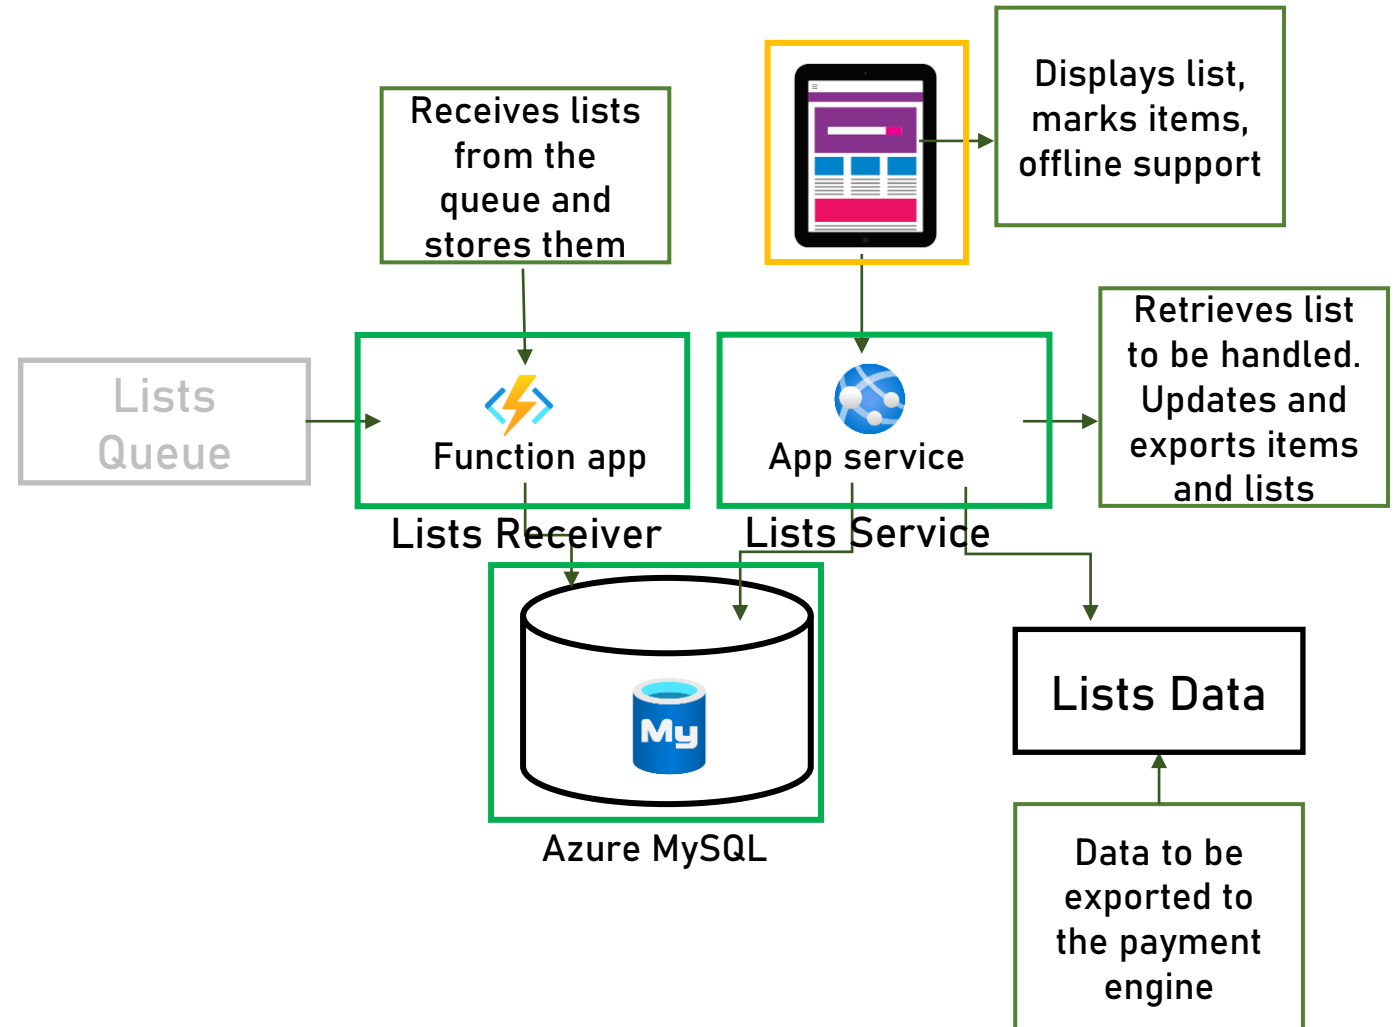 Displays list,
marks items,
offline support
Receives lists
from the
queue and
stores them
Retrieves list
to be handled.
Updates and
exports items
and lists
Lists
Queue
Function app
App service
Lists Receiver
Lists Service
My
Azure MySQL
Lists Data
Data to be
exported to
the payment
engine